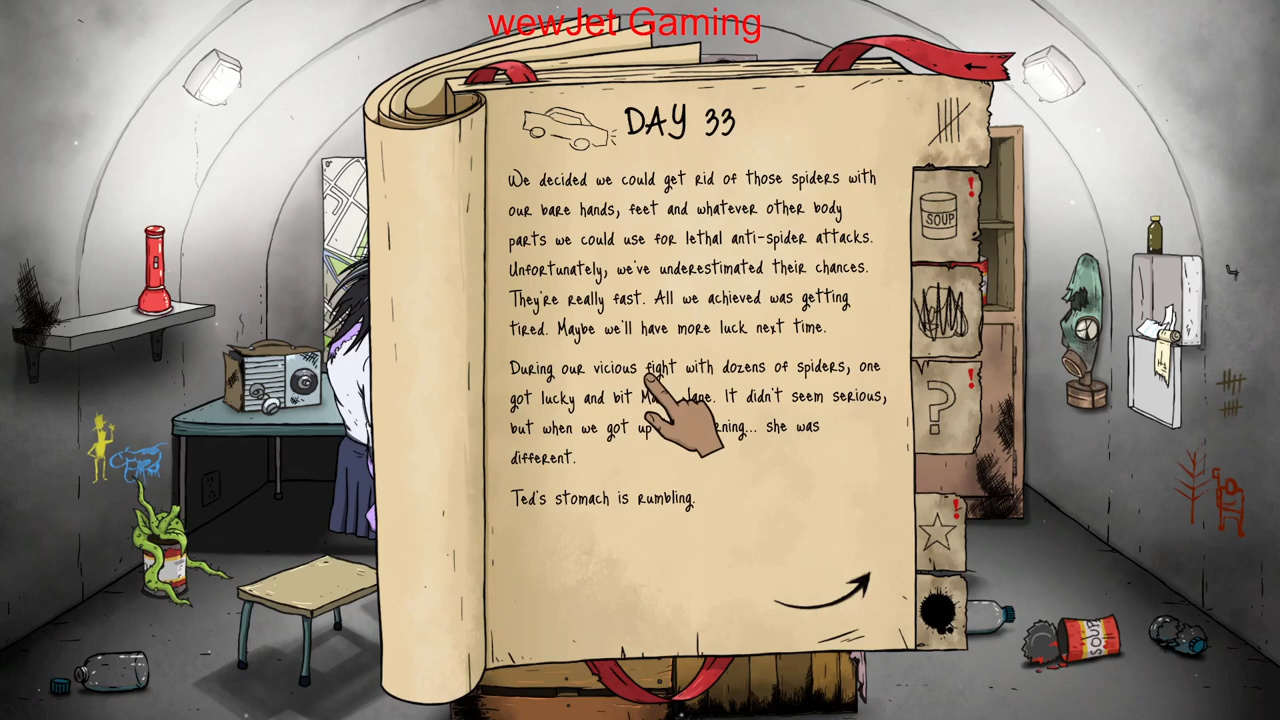 wewJet Gaming
DAY 33
We decided we could get rid of those spiders with
our bare hands, feet and whatever other body
parts we could use for lethal anti-spider attacks.
Unfortunately, we've underestimated their chances.
They're really fast. All we achieved was getting
tired. Maybe we'll have more luck next time.
During our vicious fight with dozens of spiders, one
got lucky and bit Jane. It didn't seem serious,
but when we got up she was
different.
Ted's stomach is rumbling.
SOUP
!
?
!
!
SOUP